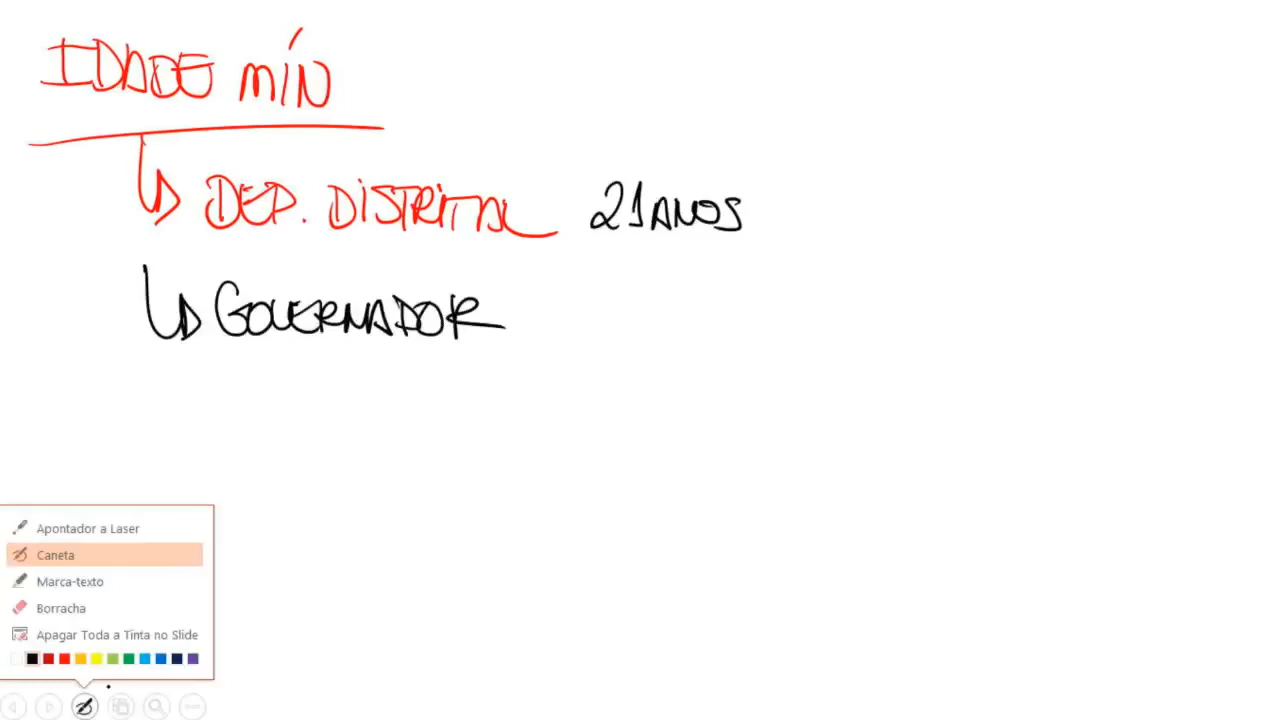 IDADE MÍN
DEP. DISTRITAL 21 ANOS
GOVERNADOR
Apontador a Laser
Caneta
Marca-texto
Borracha
Apagar Toda a Tinta no Slide